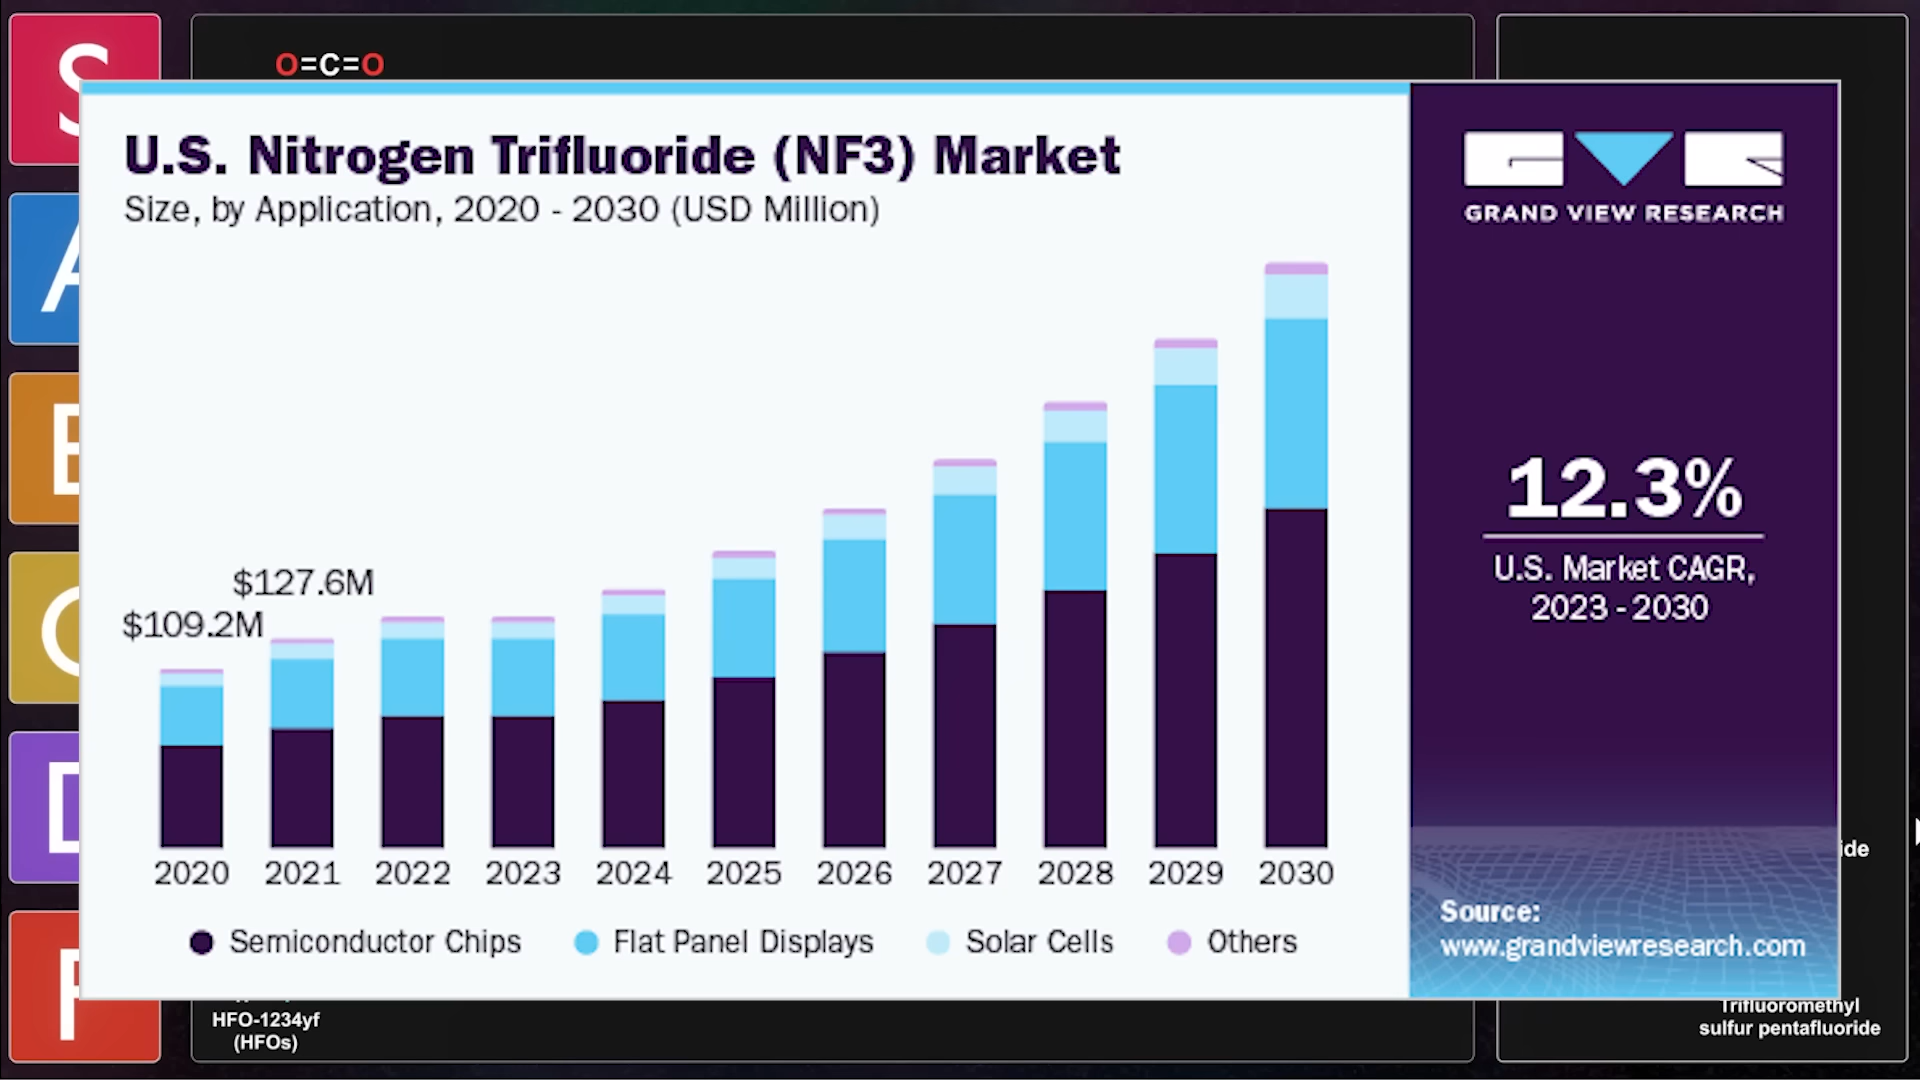 S
O=C=O
U.S. Nitrogen Trifluoride (NF3) Market
Size, by Application, 2020 - 2030 (USD Million)
GRAND VIEW RESEARCH
A
$127.6M
$109.2M
12.3%
U.S. Market CAGR,
2023 - 2030
2020 2021 2022 2023 2024 2025 2026 2027 2028 2029 2030
Semiconductor Chips Flat Panel Displays Solar Cells Others
Source:
www.grandviewresearch.com
HFO-1234yf
(HFOs)
Trifluoromethyl
sulfur pentafluoride